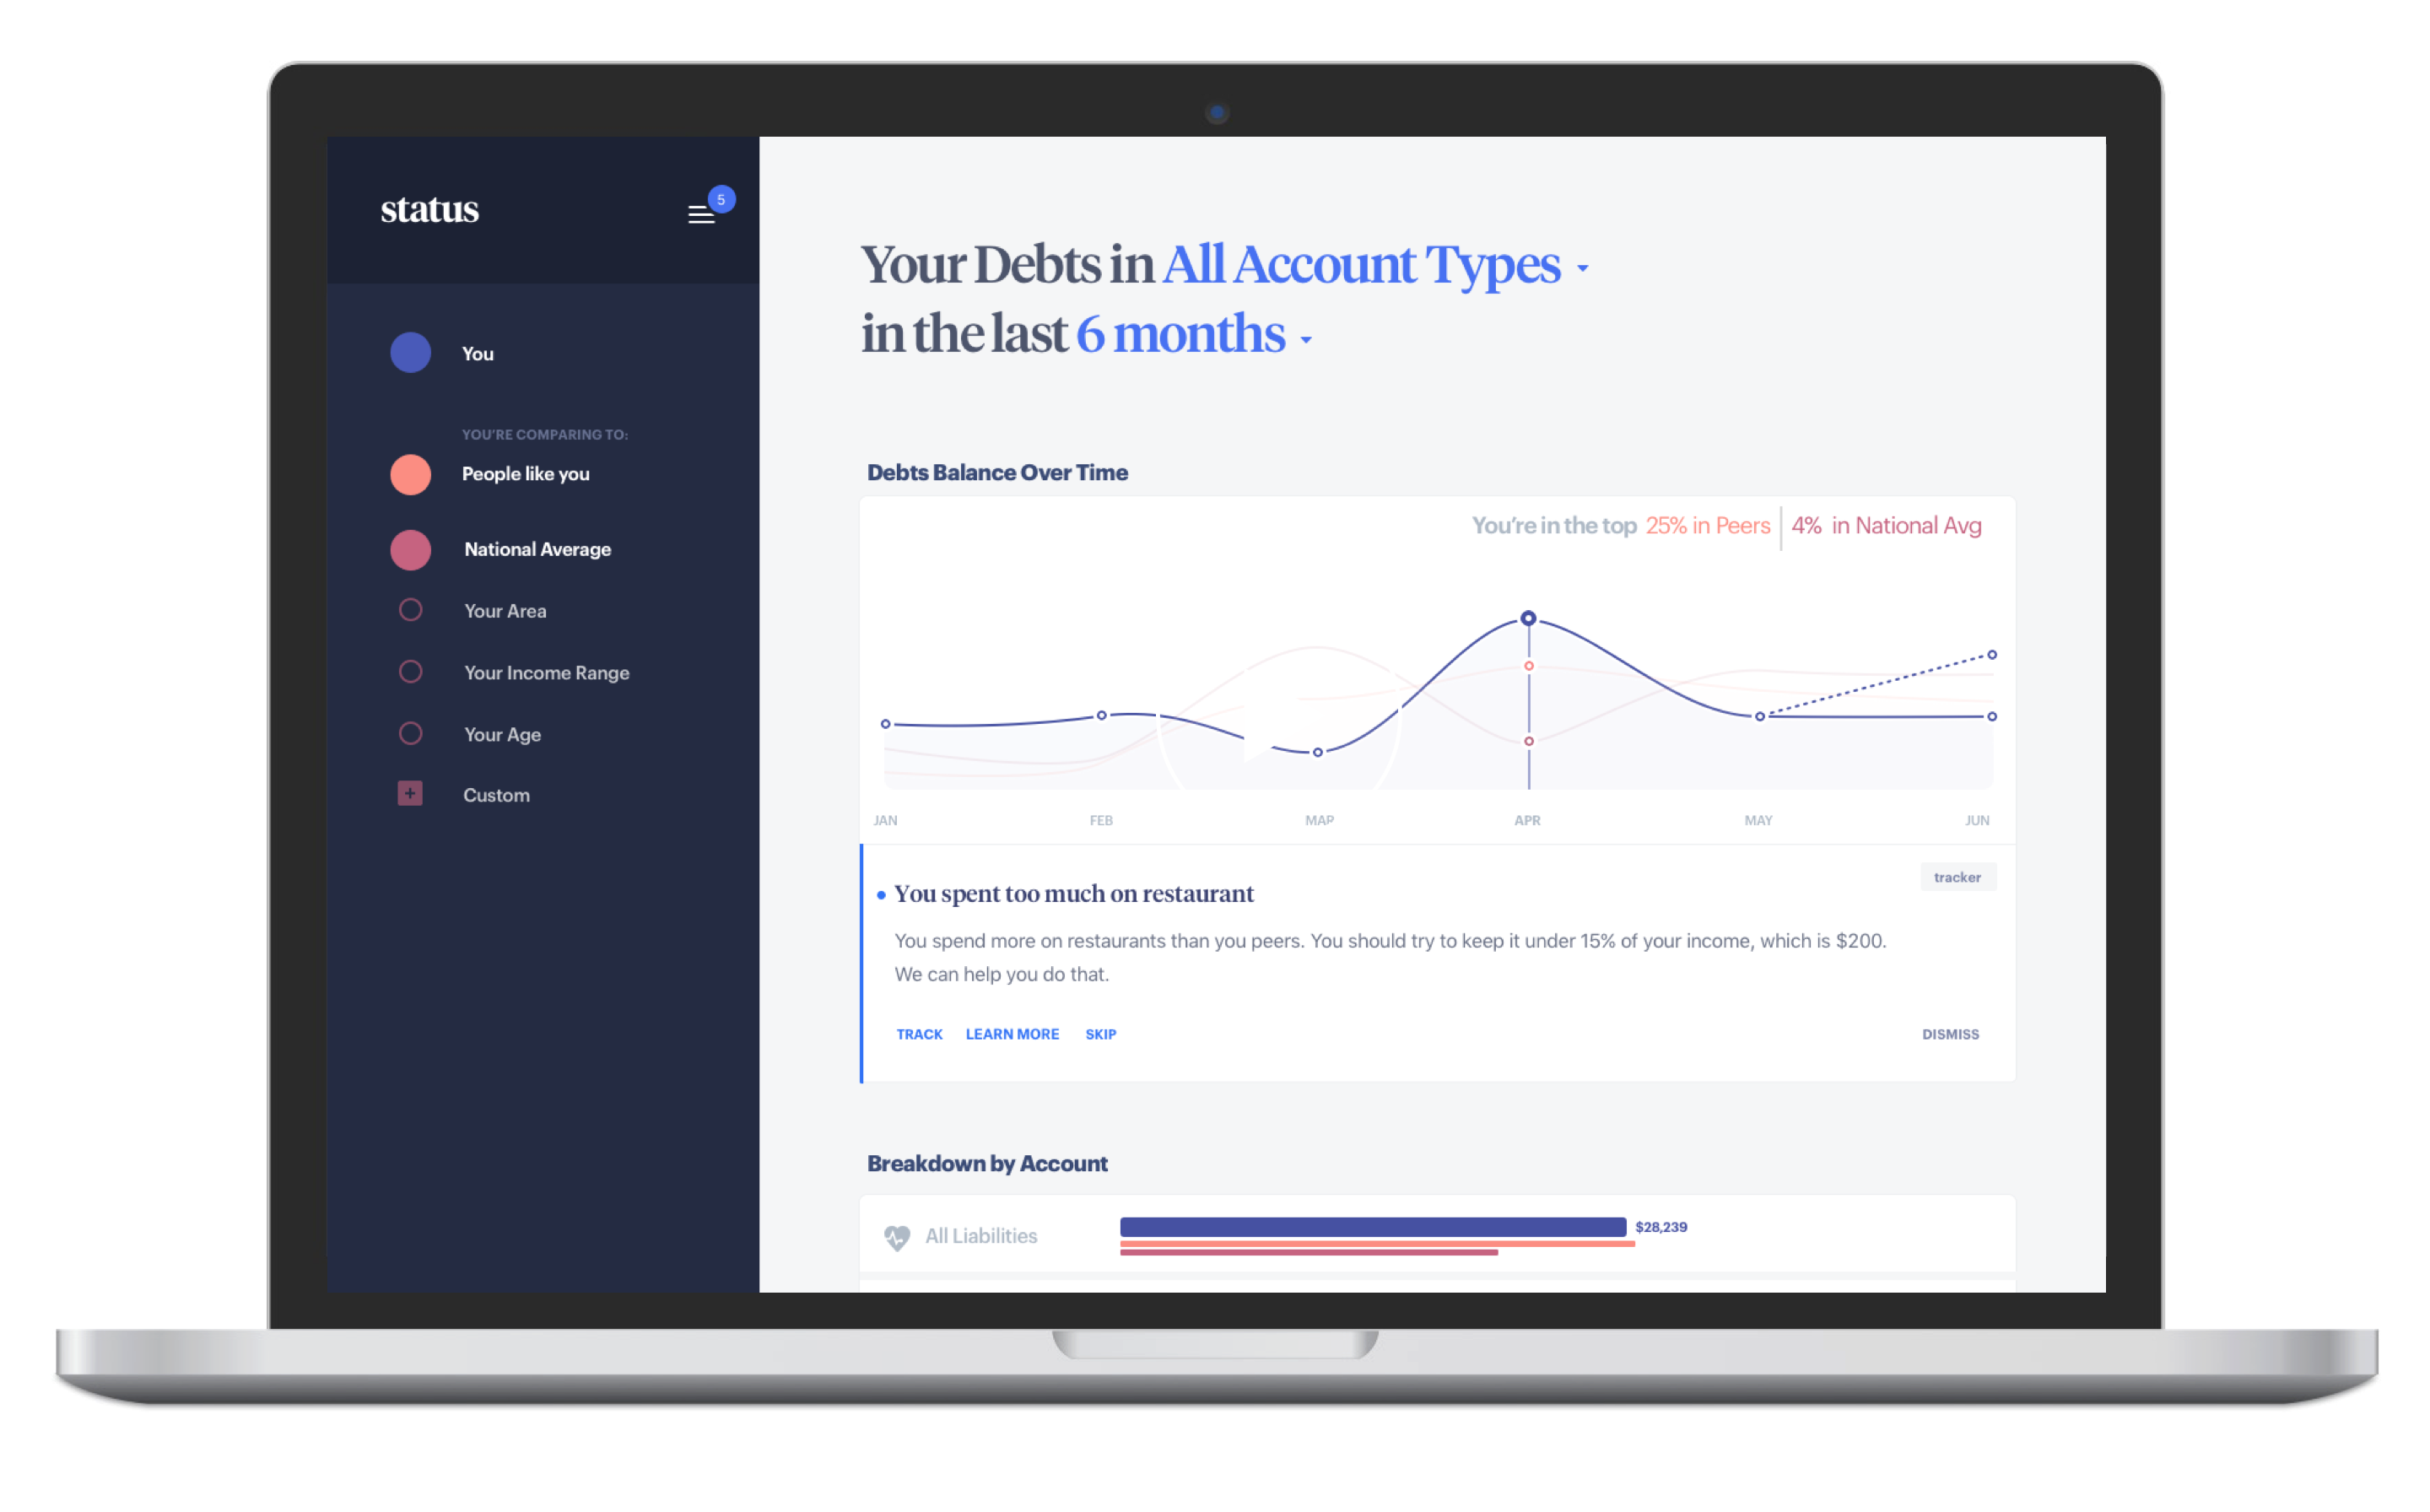 status
5
You
YOU'RE COMPARING TO:
People like you
National Average
Your Area
Your Income Range
Your Age
+ Custom
Your Debts in All Account Types
in the last 6 months
Debts Balance Over Time
You're in the top 25% in Peers 4% in National Avg
JAN FEB MAP APR MAY JUN
tracker
You spent too much on restaurant
You spend more on restaurants than you peers. You should try to keep it under 15% of your income, which is $200.
We can help you do that.
TRACK LEARN MORE SKIP DISMISS
Breakdown by Account
All Liabilities $28,239